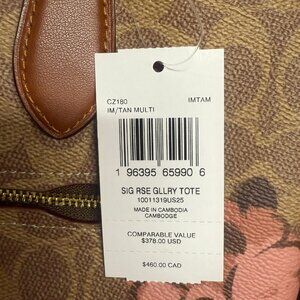 CZ180 IMTAM
IM/TAN MULTI
1 96395 65990 6
SIG RSE GLLRY TOTE
10011319US25
MADE IN CAMBODIA
CAMBODGE
COMPARABLE VALUE
$378.00 USD
$460.00 CAD